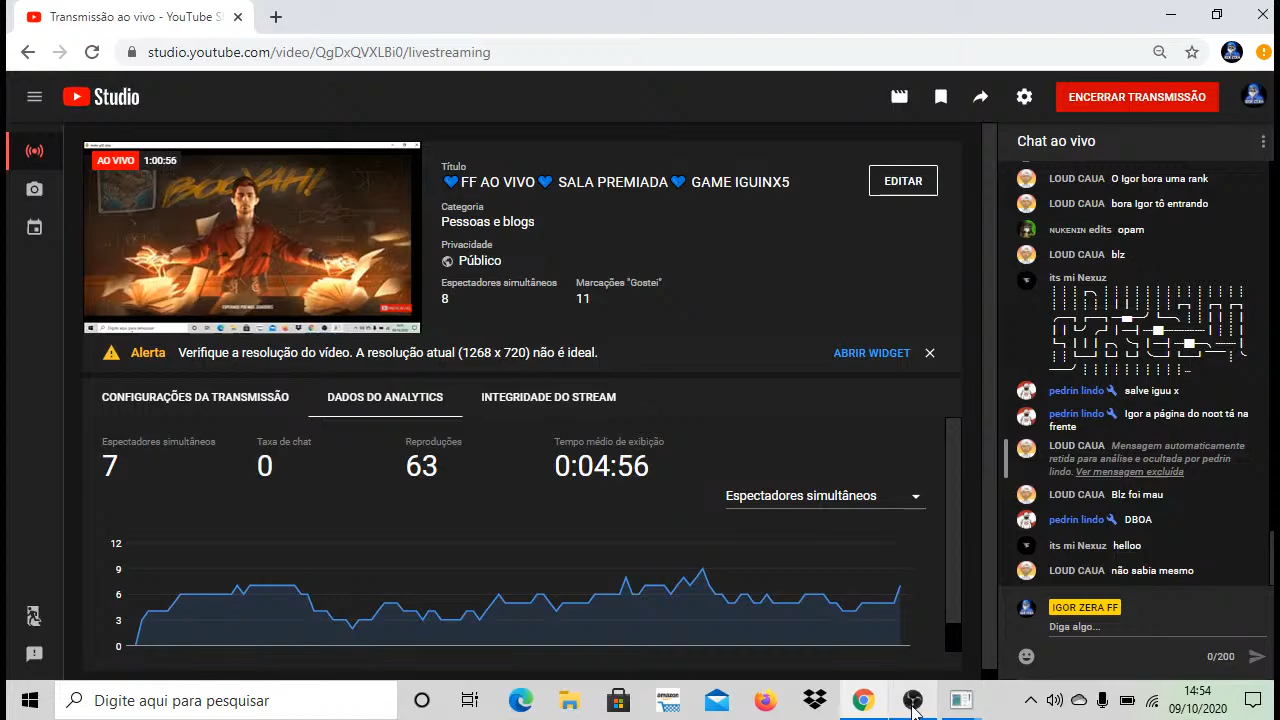 Transmissão ao vivo - YouTube S
studio.youtube.com/video/QgDxQVXLBi0/livestreaming
Studio
ENCERRAR TRANSMISSÃO
AO VIVO 1:00:56
BOOYAH!
Título
💙FF AO VIVO💙 SALA PREMIADA💙 GAME IGUINX5
EDITAR
Categoria
Pessoas e blogs
Privacidade
Público
Espectadores simultâneos
8
Marcações "Gostei"
11
Alerta Verifique a resolução do vídeo. A resolução atual (1268 x 720) não é ideal.
ABRIR WIDGET
CONFIGURAÇÕES DA TRANSMISSÃO
DADOS DO ANALYTICS
INTEGRIDADE DO STREAM
Espectadores simultâneos
7
Taxa de chat
0
Reproduções
63
Tempo médio de exibição
0:04:56
Espectadores simultâneos
12
9
6
3
0
Chat ao vivo
LOUD CAUA O Igor bora uma rank
LOUD CAUA bora Igor tô entrando
NUKENIN edits opam
LOUD CAUA blz
its mi Nexuz
pedrin lindo salve iguu x
pedrin lindo Igor a página do noot tá na
frente
LOUD CAUA Mensagem automaticamente
retida para análise e ocultada por pedrin
lindo. Ver mensagem excluída
LOUD CAUA Blz foi mau
pedrin lindo DBOA
its mi Nexuz helloo
LOUD CAUA não sabia mesmo
IGOR ZERA FF
Diga algo...
0/200
Digite aqui para pesquisar
amazon
14:54
09/10/2020